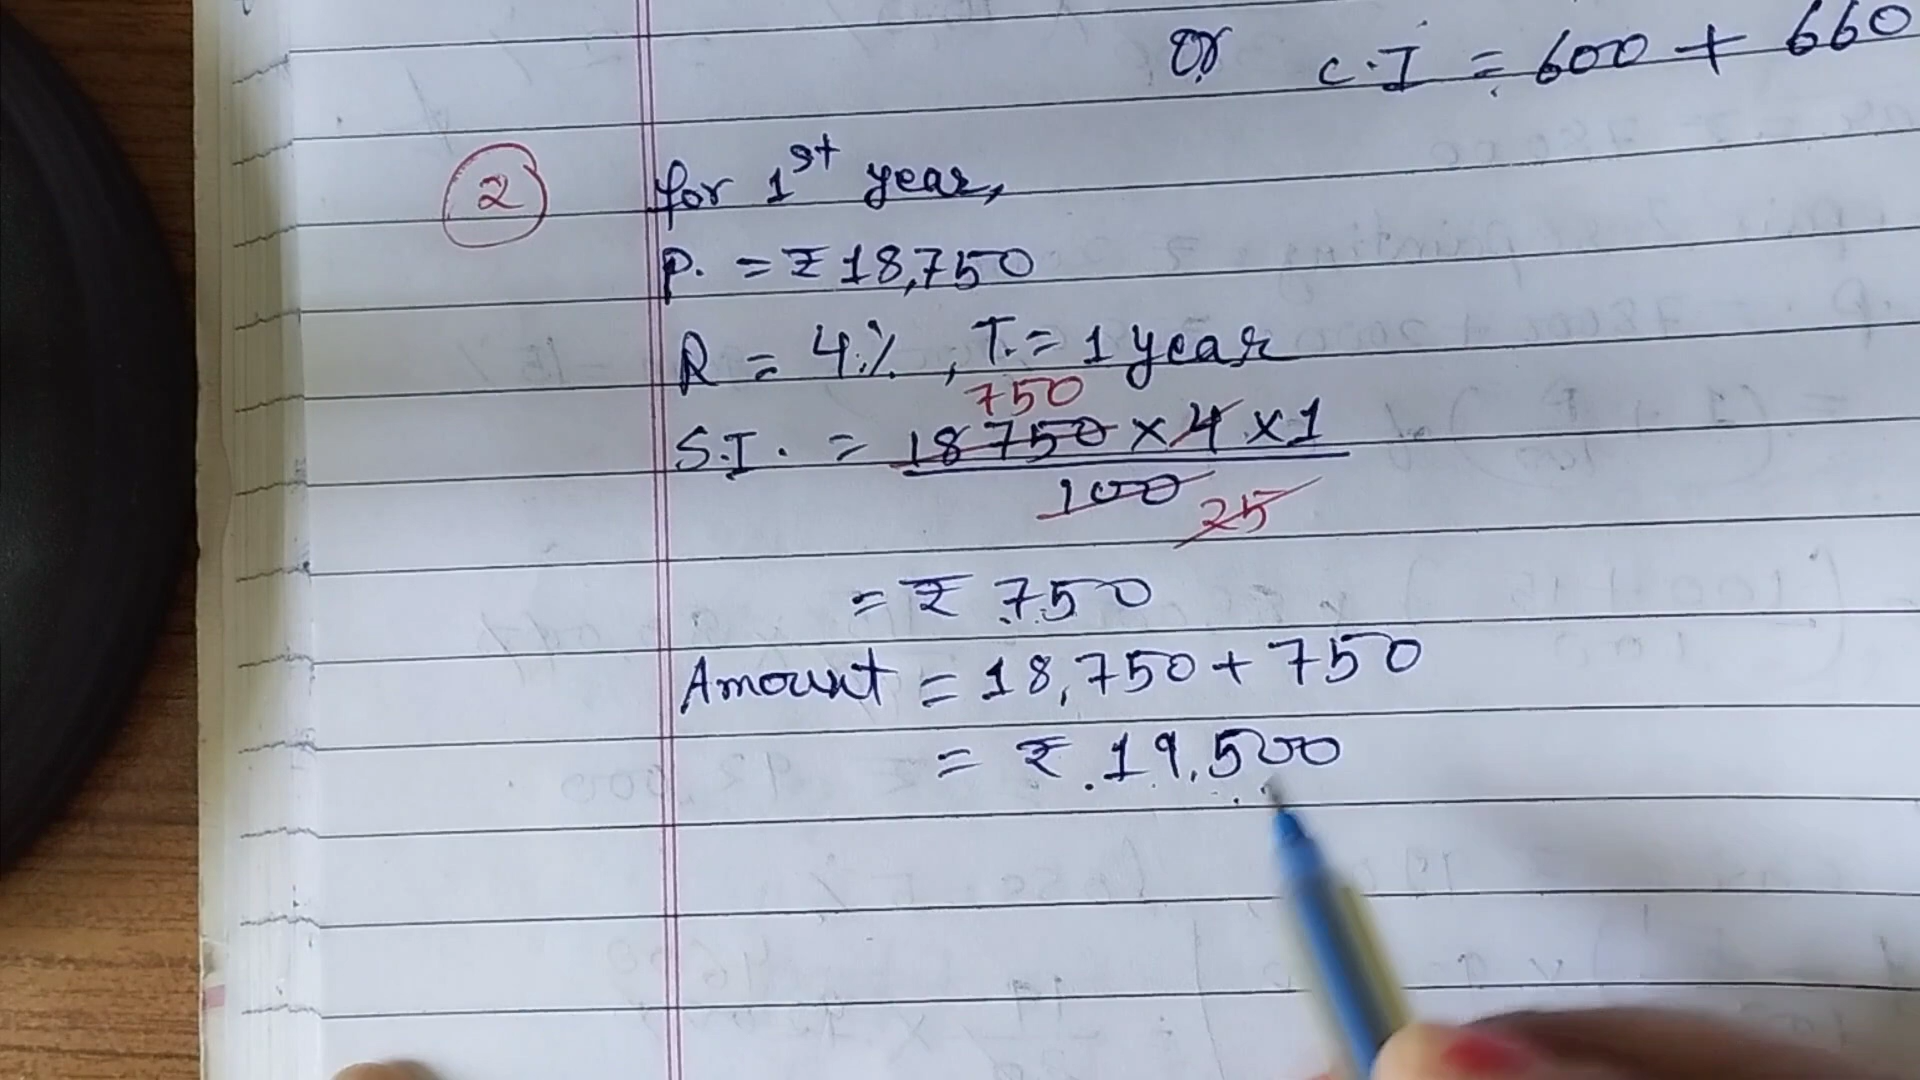 Or C.I = 600 + 660
2 for 1st year,
P. = ₹ 18,750
R = 4% , T. = 1 year
750
S.I. = 18750 × 4 × 1
100 25
= ₹ 750
Amount = 18,750 + 750
= ₹ 19,500